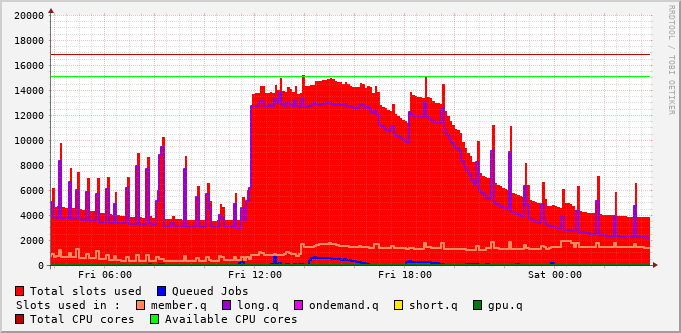 20000
18000
16000
14000
12000
10000
8000
6000
4000
2000
0
Fri 06:00 Fri 12:00 Fri 18:00 Sat 00:00
Total slots used Queued Jobs
Slots used in : member.q long.q ondemand.q short.q gpu.q
Total CPU cores Available CPU cores
RRDTOOL / TOBI OETIKER